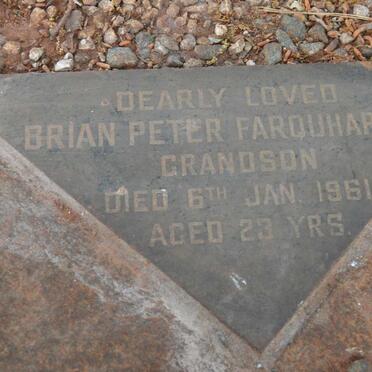 DEARLY LOVED
BRIAN PETER FARQUHAR
GRANDSON
DIED 6TH JAN. 1961
AGED 23 YRS.